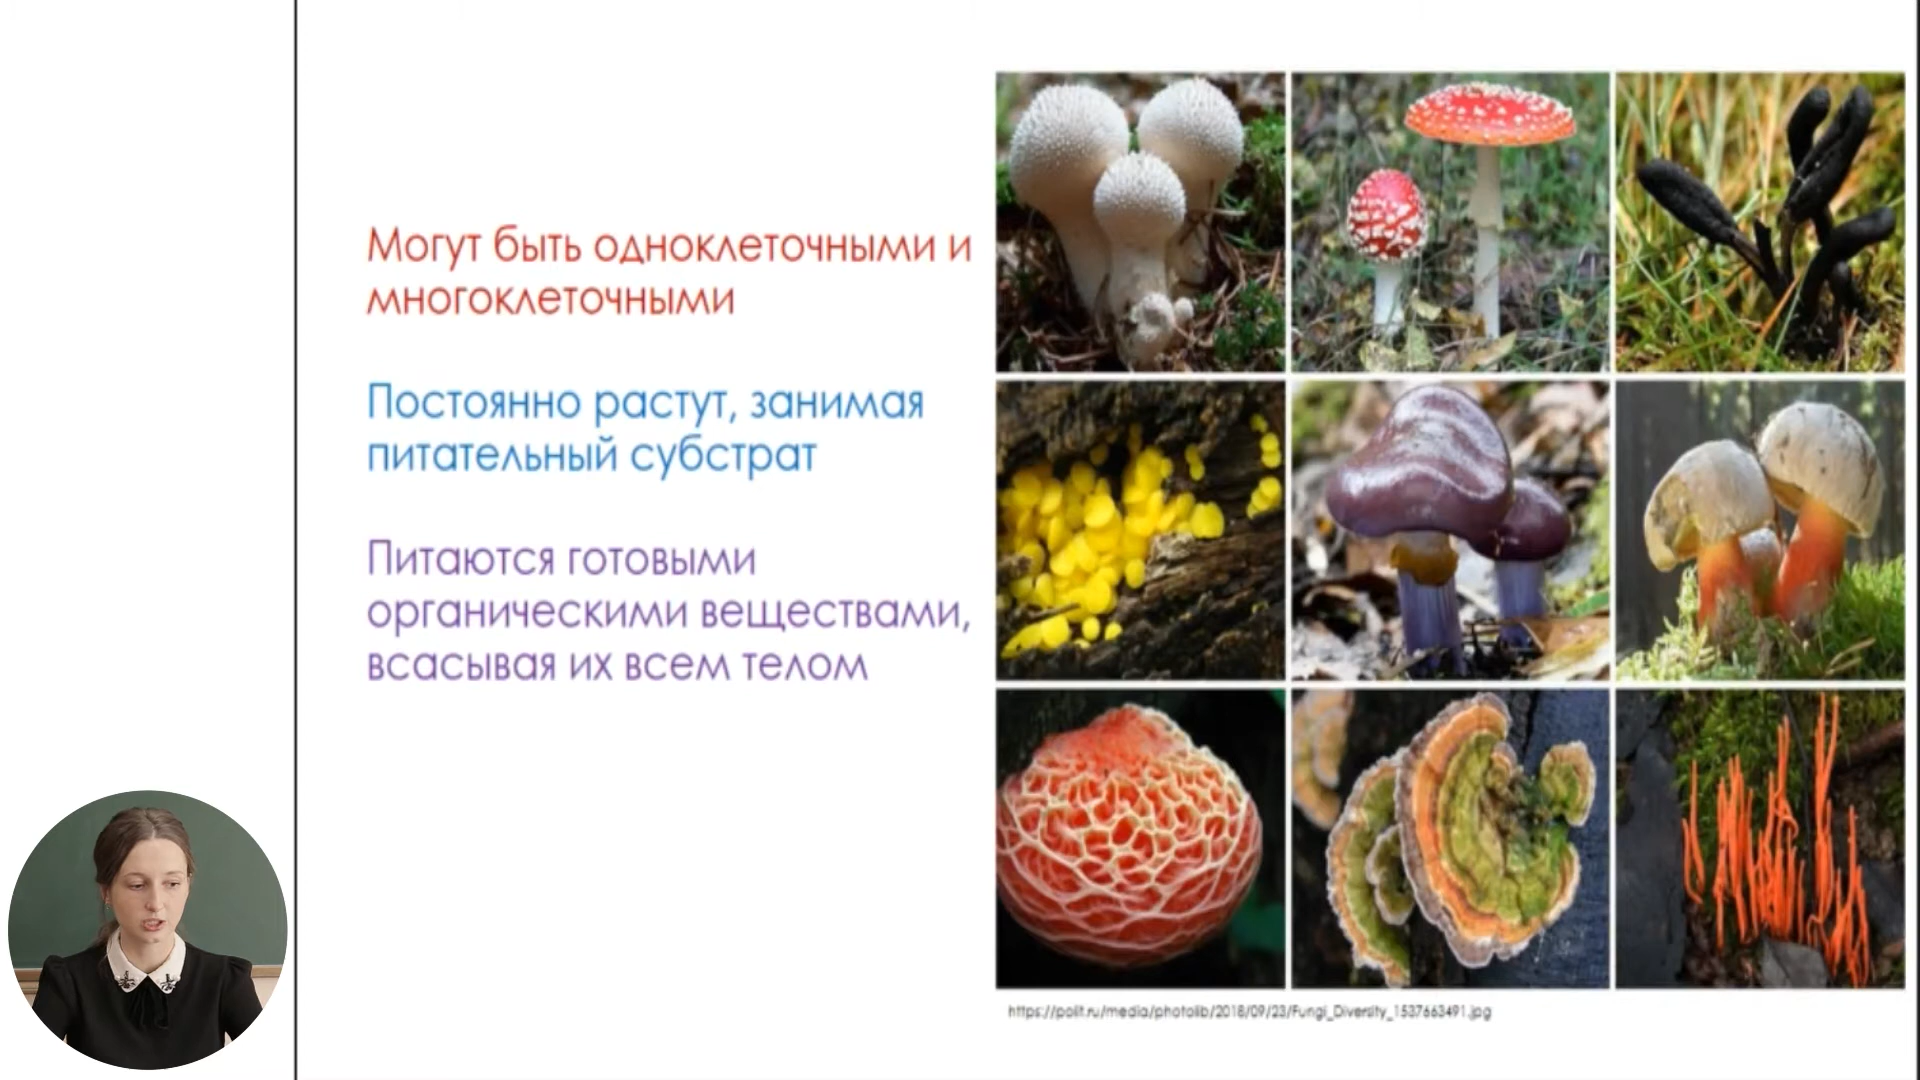 Могут быть одноклеточными и
многоклеточными
Постоянно растут, занимая
питательный субстрат
Питаются готовыми
органическими веществами,
всасывая их всем телом
https://polit.ru/media/photolib/2018/09/23/Fungi_Diversity_1537663491.jpg